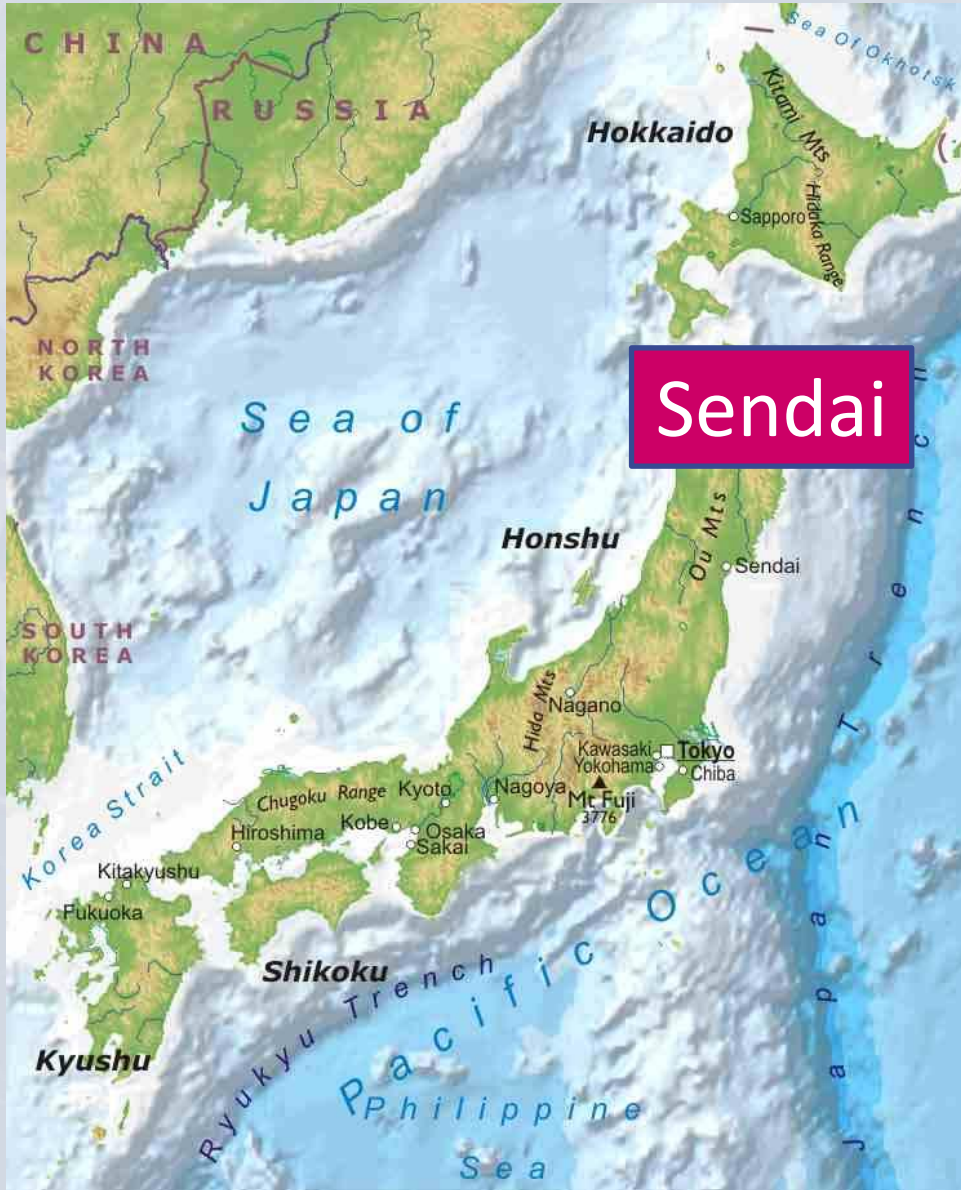 CHINA
RUSSIA
Sea Of Okhotsk
Kitami Mts
Hokkaido
Hidaka Range
Sapporo
NORTH
KOREA
Sendai
Sea of
Japan
Honshu
Ou Mts
Sendai
SOUTH
KOREA
Hida Mts
Nagano
Kawasaki
Tokyo
Yokohama
Chiba
Korea Strait
Chugoku Range
Kyoto
Nagoya
Mt Fuji
3776
Kobe
Osaka
Hiroshima
Sakai
Kitakyushu
Fukuoka
Shikoku
Kyushu
Ryukyu Trench
Pacific Ocean
Japan Trench
Philippine
Sea